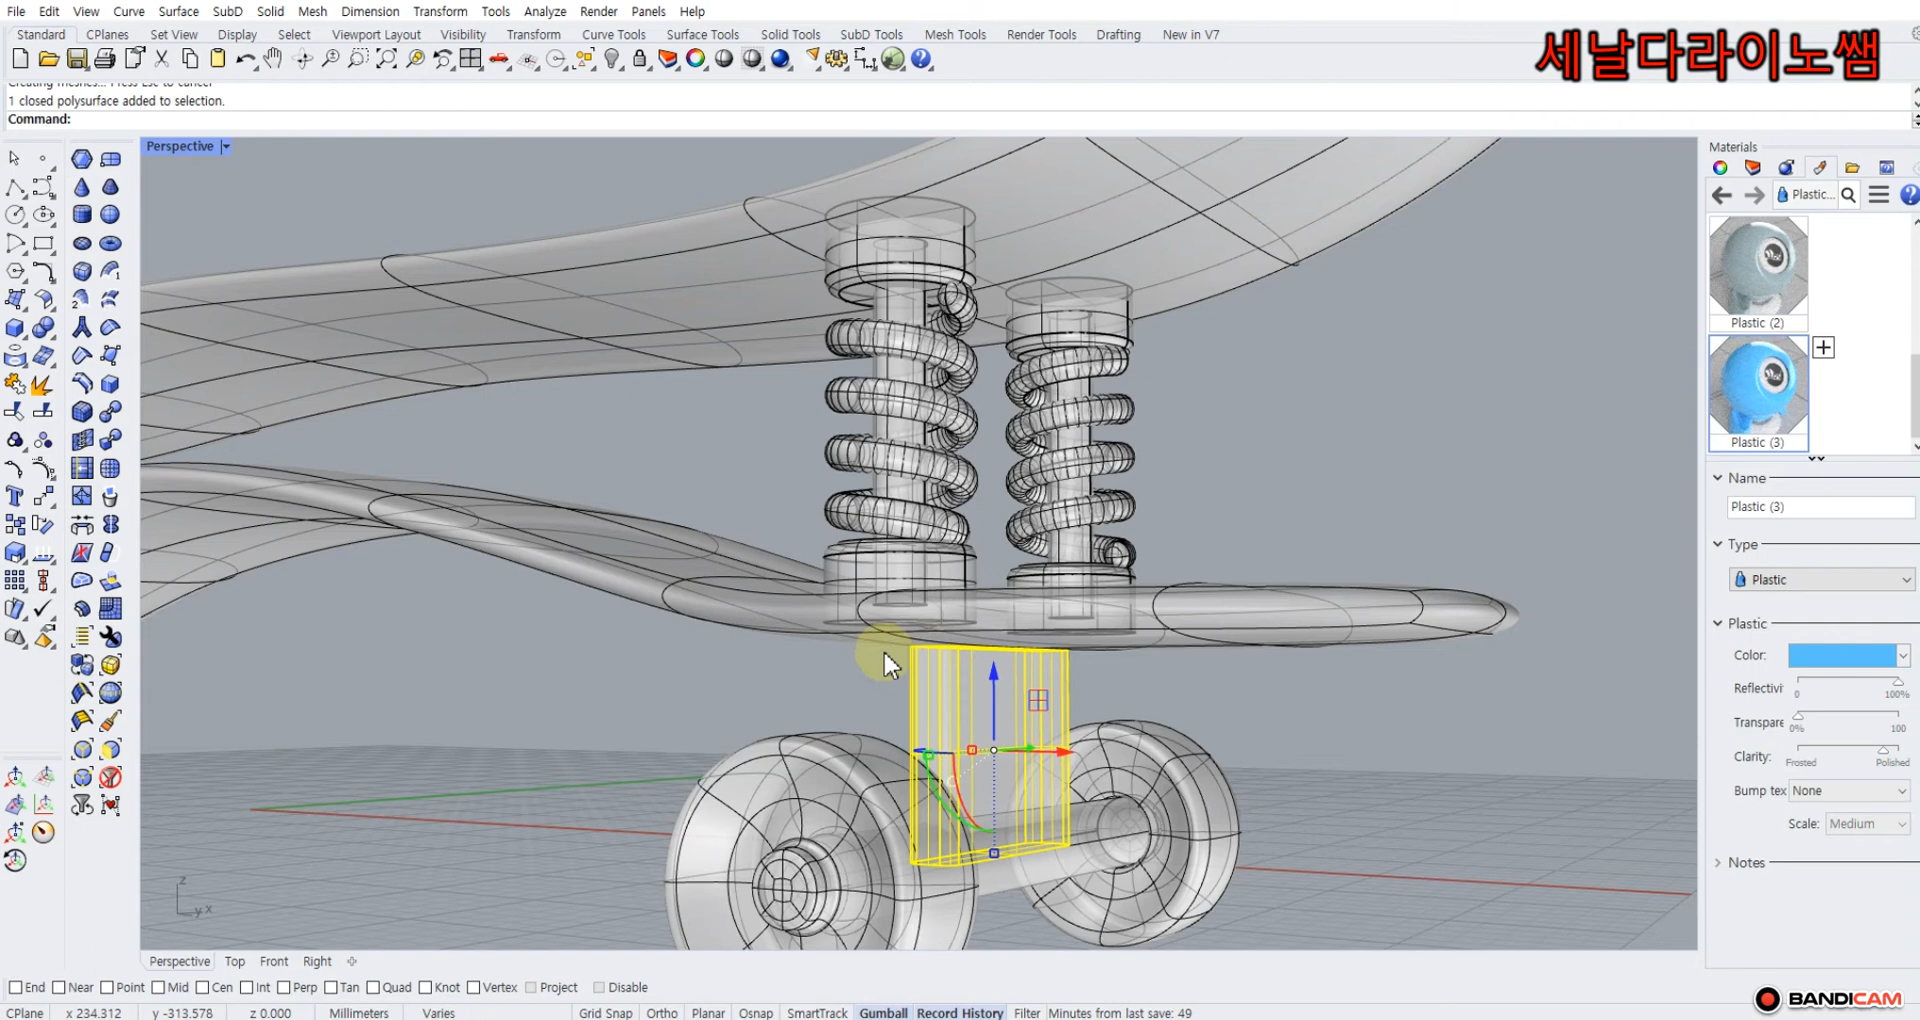 File Edit View Curve Surface SubD Solid Mesh Dimension Transform Tools Analyze Render Panels Help
Standard CPlanes Set View Display Select Viewport Layout Visibility Transform Curve Tools Surface Tools Solid Tools SubD Tools Mesh Tools Render Tools Drafting New in V7
세날다라이노쌤
Creating meshes... Press Esc to cancel
1 closed polysurface added to selection.
Command:
Perspective
Materials
Plastic...
Plastic (2)
Plastic (3)
Name
Plastic (3)
Type
Plastic
Plastic
Color:
Reflectivi
0 100%
Transpare
0% 100
Clarity:
Frosted Polished
Bump tex None
Scale: Medium
Notes
z
y x
Perspective Top Front Right
End Near Point Mid Cen Int Perp Tan Quad Knot Vertex Project Disable
BANDICAM
CPlane x 234.312 y -313.578 z 0.000 Millimeters Varies Grid Snap Ortho Planar Osnap SmartTrack Gumball Record History Filter Minutes from last save: 49